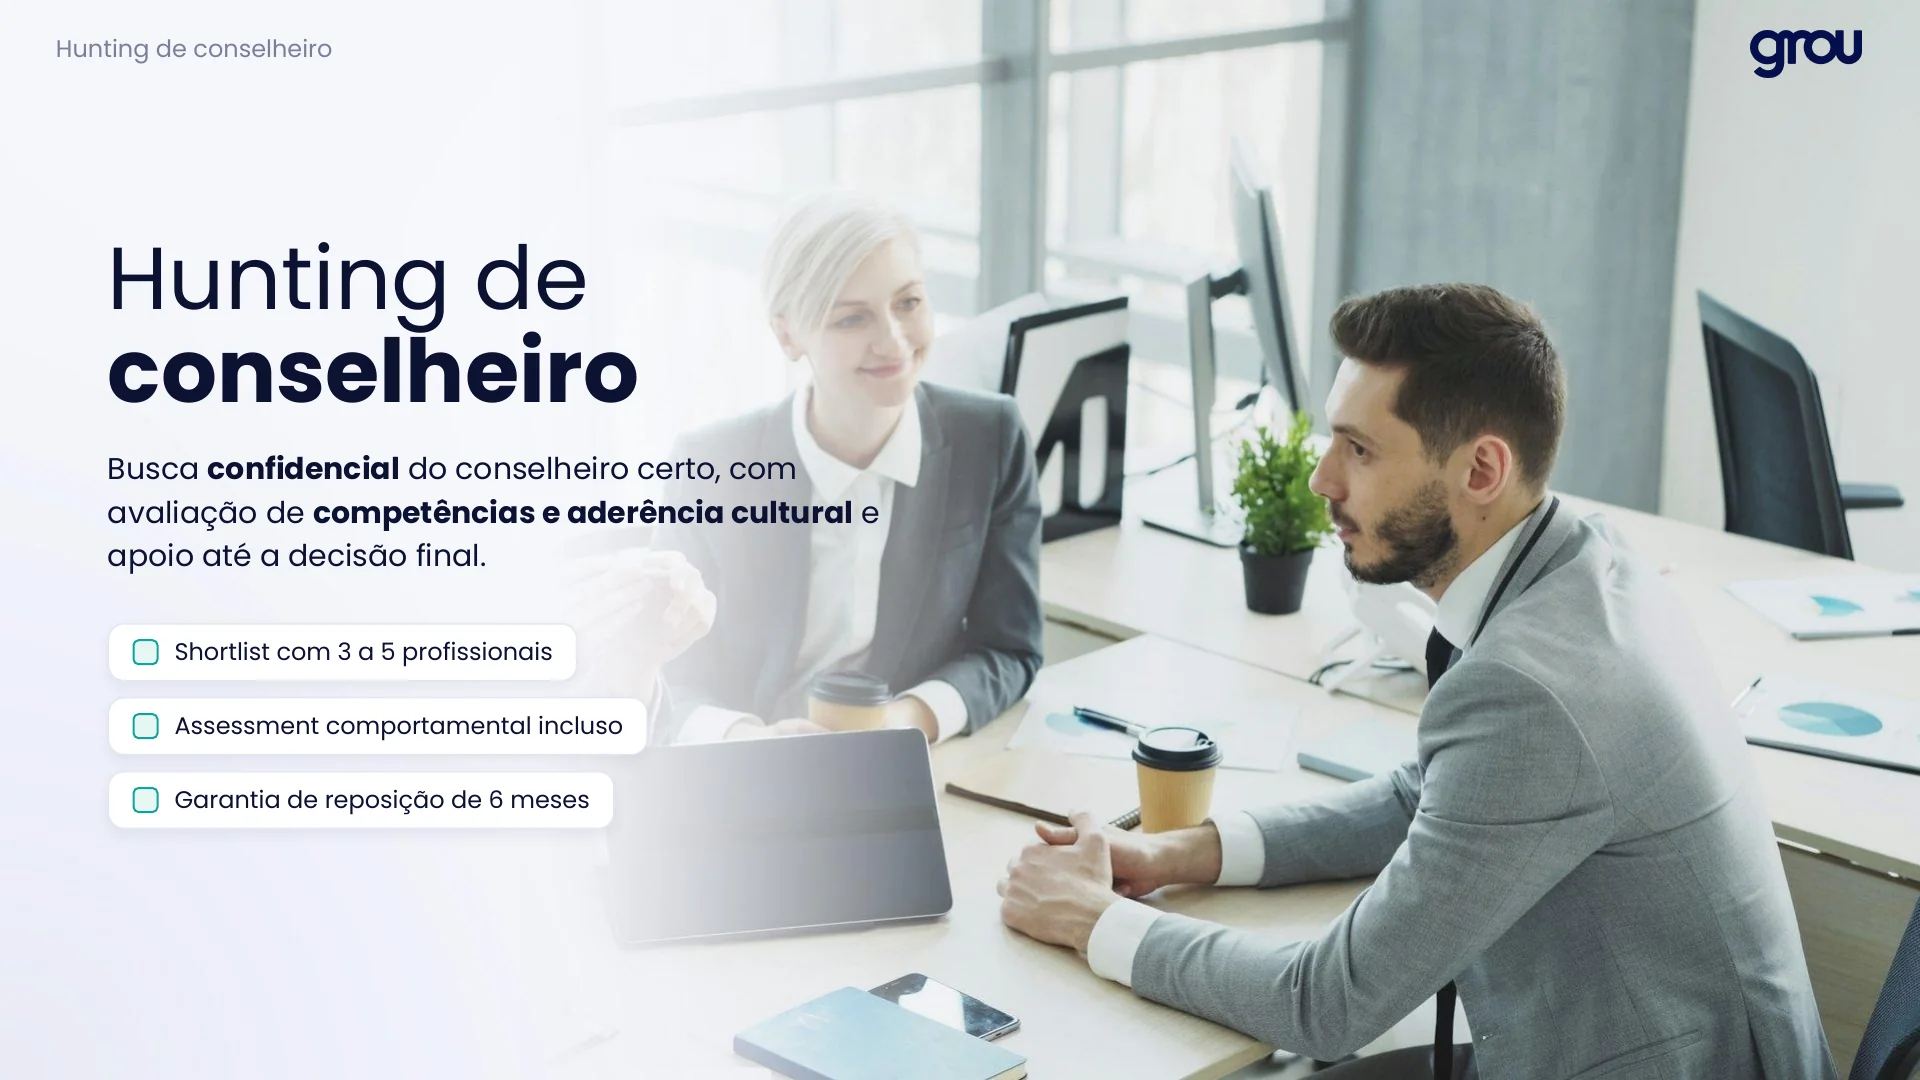 Hunting de conselheiro
grou
Hunting de
conselheiro
Busca confidencial do conselheiro certo, com
avaliação de competências e aderência cultural e
apoio até a decisão final.
Shortlist com 3 a 5 profissionais
Assessment comportamental incluso
Garantia de reposição de 6 meses